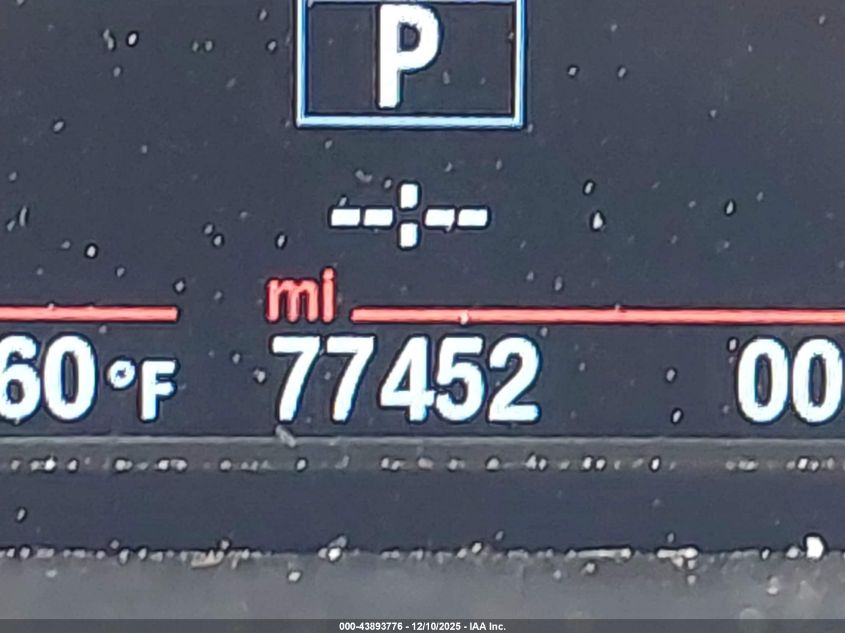 P
--:--
mi
60 °F 77452 00
000-43893776 - 12/10/2025 - IAA Inc.